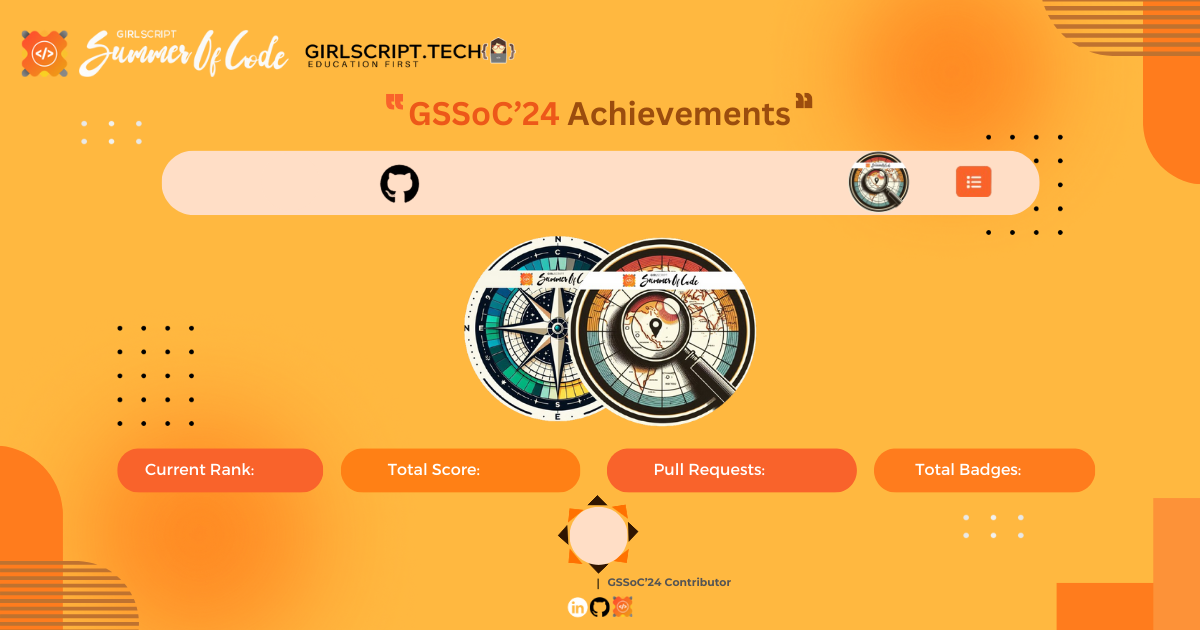 GIRLSCRIPT
Summer Of Code
GIRLSCRIPT.TECH
EDUCATION FIRST
“GSSoC’24 Achievements”
N
C
GIRLSCRIPT
Summer Of C
GIRLSCRIPT
Summer Of Code
N
E
S
E
Current Rank:
Total Score:
Pull Requests:
Total Badges:
| GSSoC’24 Contributor
in